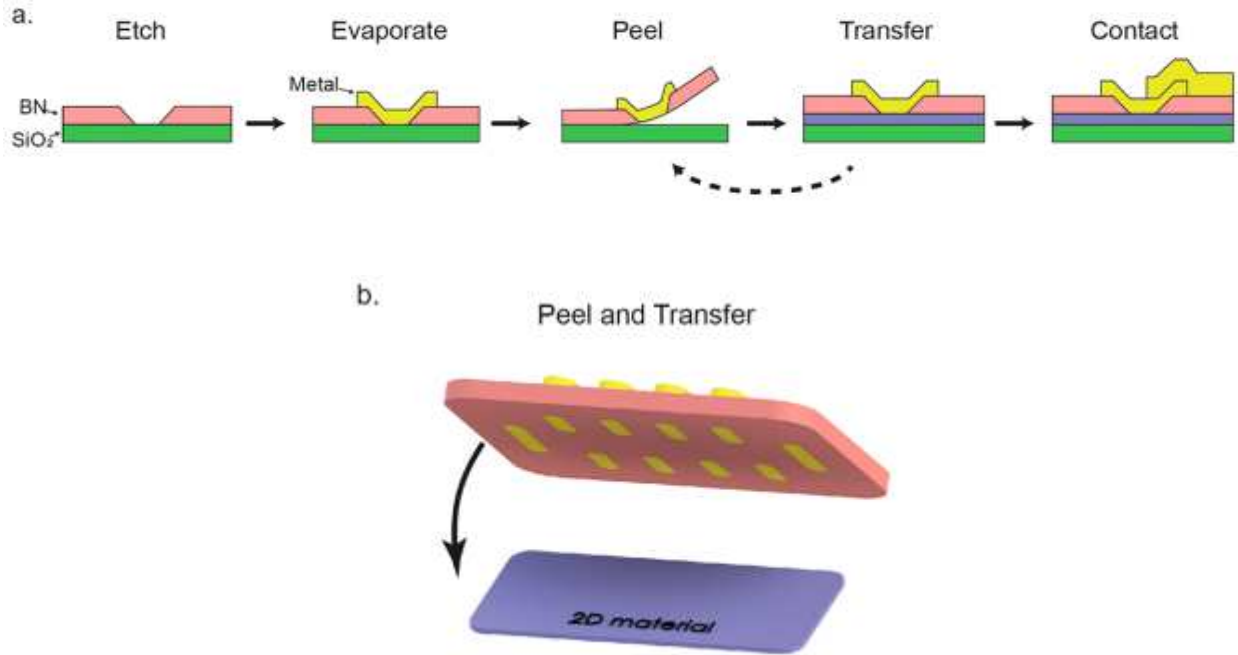 a.
Etch
Evaporate
Peel
Transfer
Contact
Metal
BN
SiO₂
b.
Peel and Transfer
2D material